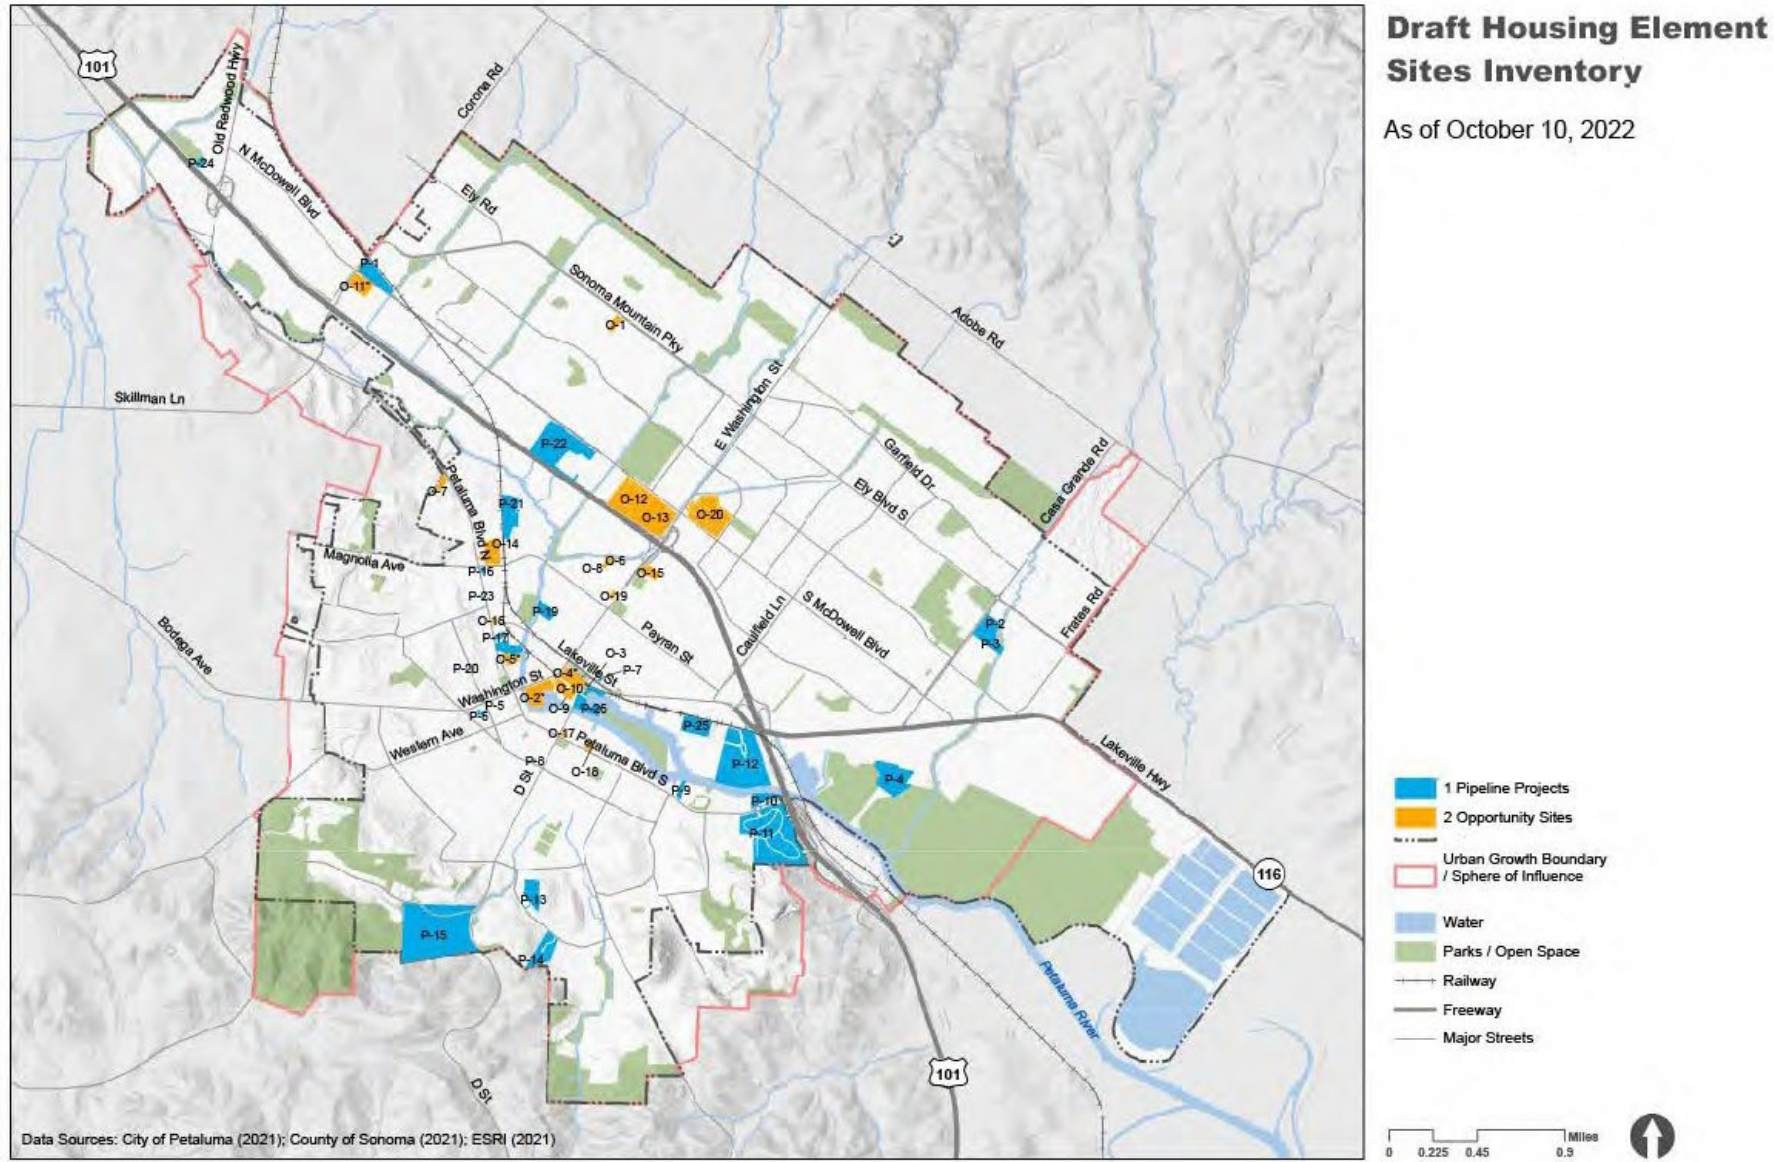 Draft Housing Element
Sites Inventory
As of October 10, 2022
101
Old Redwood Hwy
Corona Rd
P-24
N McDowell Blvd
Ely Rd
P-1
O-11*
Sonoma Mountain Pky
O-1
Adobe Rd
Skillman Ln
E Washington St
P-22
Garfield Dr
Casa Grande Rd
Ely Blvd S
O-7
Petaluma Blvd N
P-21
O-12
O-13
O-20
O-14
Magnolia Ave
P-16
O-8
O-6
O-15
P-23
O-19
P-19
Caulfield Ln
S McDowell Blvd
Frates Rd
P-2
P-3
O-16
P-17
Payran St
Bodega Ave
O-5*
Lakeville St
O-3
P-7
P-20
Washington St
O-4*
O-10
O-2*
P-5
P-6
O-9
P-26
P-25
Western Ave
O-17
Petaluma Blvd S
P-8
O-18
D St
P-12
P-4
Lakeville Hwy
P-9
P-10
P-11
116
P-13
P-15
P-14
Petaluma River
101
D St
Data Sources: City of Petaluma (2021); County of Sonoma (2021); ESRI (2021)
1 Pipeline Projects
2 Opportunity Sites
Urban Growth Boundary
/ Sphere of Influence
Water
Parks / Open Space
Railway
Freeway
Major Streets
Miles
0 0.225 0.45 0.9